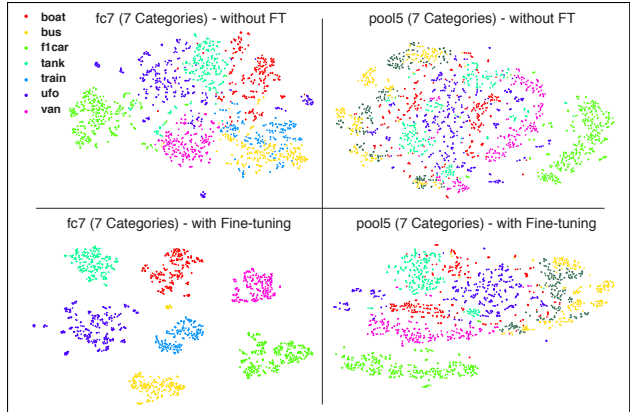 fc7 (7 Categories) - without FT
pool5 (7 Categories) - without FT
boat
bus
f1car
tank
train
ufo
van
fc7 (7 Categories) - with Fine-tuning
pool5 (7 Categories) - with Fine-tuning